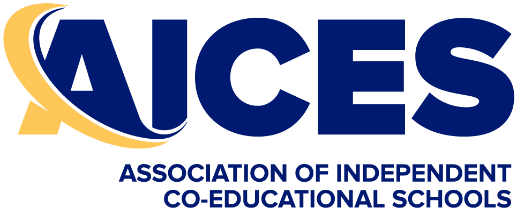 AICES
ASSOCIATION OF INDEPENDENT
CO-EDUCATIONAL SCHOOLS